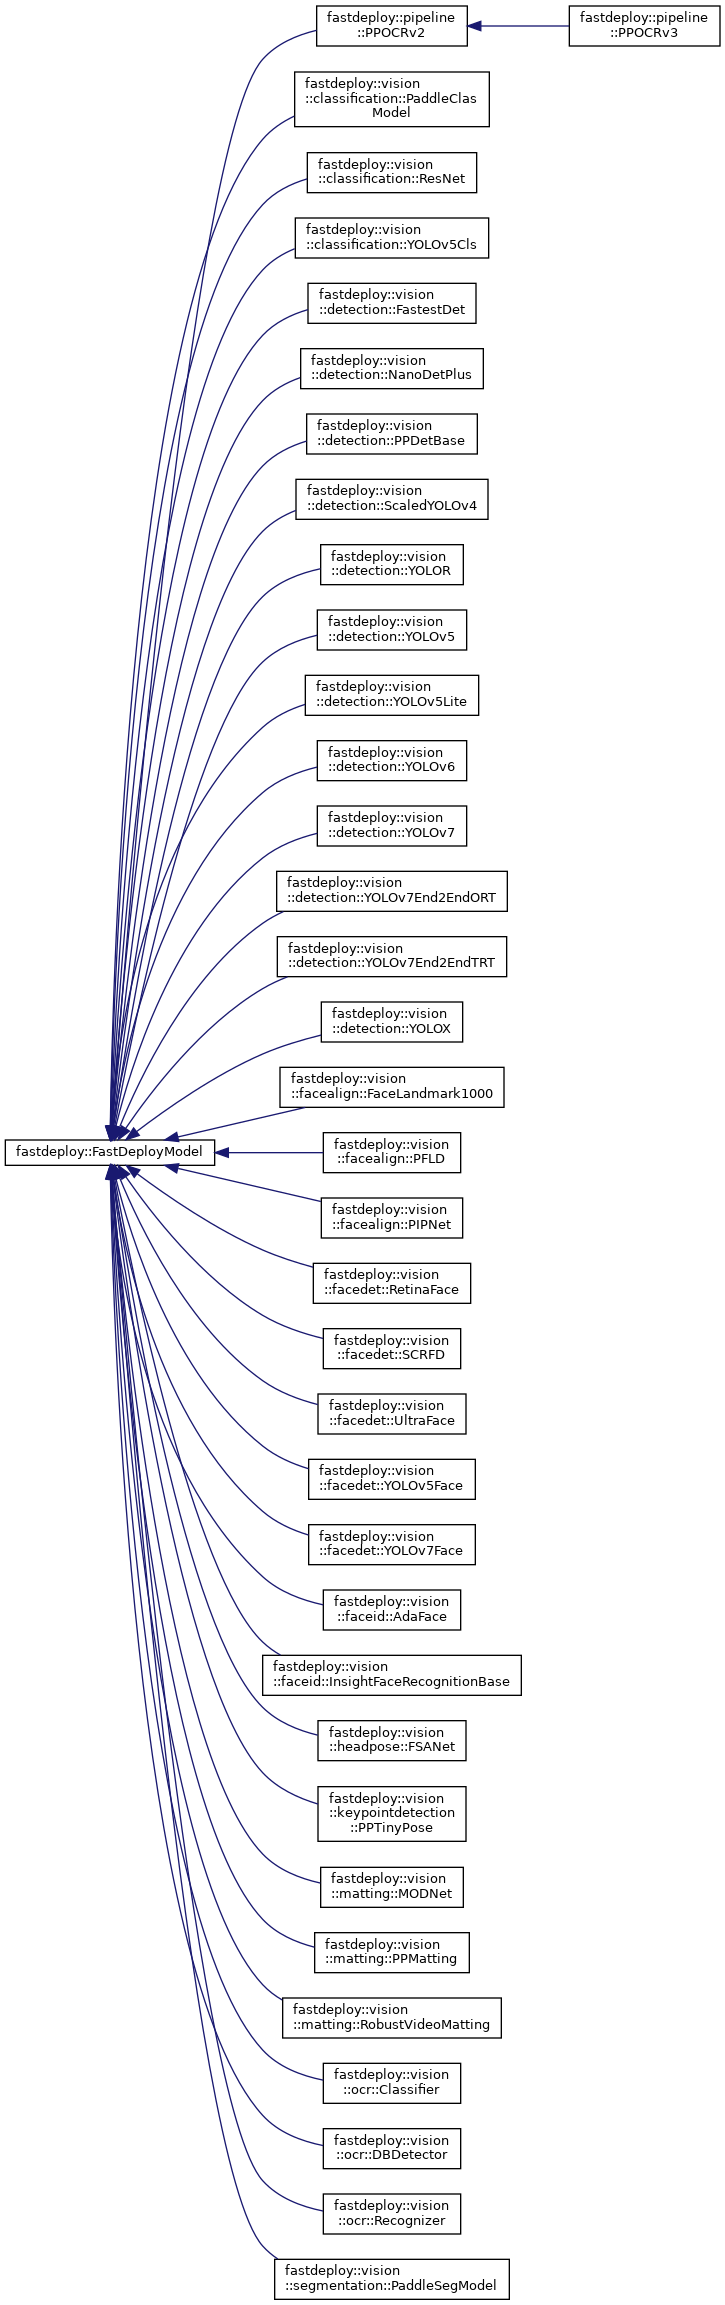 fastdeploy::pipeline
::PPOCRv2
fastdeploy::pipeline
::PPOCRv3
fastdeploy::vision
::classification::PaddleClas
Model
fastdeploy::vision
::classification::ResNet
fastdeploy::vision
::classification::YOLOv5Cls
fastdeploy::vision
::detection::FastestDet
fastdeploy::vision
::detection::NanoDetPlus
fastdeploy::vision
::detection::PPDetBase
fastdeploy::vision
::detection::ScaledYOLOv4
fastdeploy::vision
::detection::YOLOR
fastdeploy::vision
::detection::YOLOv5
fastdeploy::vision
::detection::YOLOv5Lite
fastdeploy::vision
::detection::YOLOv6
fastdeploy::vision
::detection::YOLOv7
fastdeploy::vision
::detection::YOLOv7End2EndORT
fastdeploy::vision
::detection::YOLOv7End2EndTRT
fastdeploy::vision
::detection::YOLOX
fastdeploy::vision
::facealign::FaceLandmark1000
fastdeploy::FastDeployModel
fastdeploy::vision
::facealign::PFLD
fastdeploy::vision
::facealign::PIPNet
fastdeploy::vision
::facedet::RetinaFace
fastdeploy::vision
::facedet::SCRFD
fastdeploy::vision
::facedet::UltraFace
fastdeploy::vision
::facedet::YOLOv5Face
fastdeploy::vision
::facedet::YOLOv7Face
fastdeploy::vision
::faceid::AdaFace
fastdeploy::vision
::faceid::InsightFaceRecognitionBase
fastdeploy::vision
::headpose::FSANet
fastdeploy::vision
::keypointdetection
::PPTinyPose
fastdeploy::vision
::matting::MODNet
fastdeploy::vision
::matting::PPMatting
fastdeploy::vision
::matting::RobustVideoMatting
fastdeploy::vision
::ocr::Classifier
fastdeploy::vision
::ocr::DBDetector
fastdeploy::vision
::ocr::Recognizer
fastdeploy::vision
::segmentation::PaddleSegModel